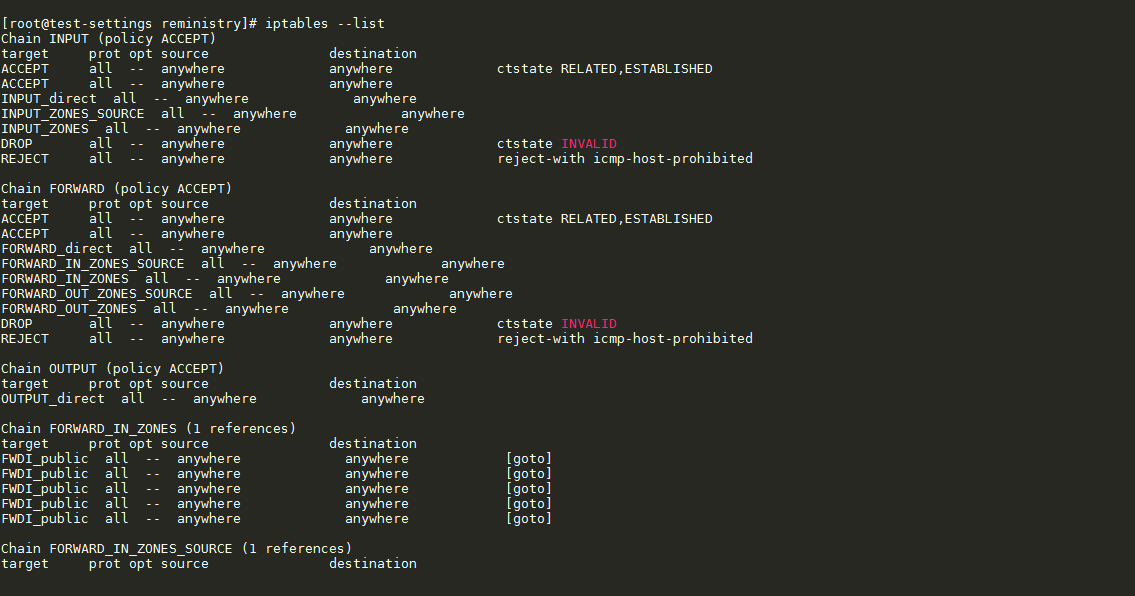 [root@test-settings reministry]# iptables --list
Chain INPUT (policy ACCEPT)
target     prot opt source               destination
ACCEPT     all  --  anywhere             anywhere             ctstate RELATED,ESTABLISHED
ACCEPT     all  --  anywhere             anywhere
INPUT_direct  all  --  anywhere             anywhere
INPUT_ZONES_SOURCE  all  --  anywhere             anywhere
INPUT_ZONES  all  --  anywhere             anywhere
DROP       all  --  anywhere             anywhere             ctstate INVALID
REJECT     all  --  anywhere             anywhere             reject-with icmp-host-prohibited

Chain FORWARD (policy ACCEPT)
target     prot opt source               destination
ACCEPT     all  --  anywhere             anywhere             ctstate RELATED,ESTABLISHED
ACCEPT     all  --  anywhere             anywhere
FORWARD_direct  all  --  anywhere             anywhere
FORWARD_IN_ZONES_SOURCE  all  --  anywhere             anywhere
FORWARD_IN_ZONES  all  --  anywhere             anywhere
FORWARD_OUT_ZONES_SOURCE  all  --  anywhere             anywhere
FORWARD_OUT_ZONES  all  --  anywhere             anywhere
DROP       all  --  anywhere             anywhere             ctstate INVALID
REJECT     all  --  anywhere             anywhere             reject-with icmp-host-prohibited

Chain OUTPUT (policy ACCEPT)
target     prot opt source               destination
OUTPUT_direct  all  --  anywhere             anywhere

Chain FORWARD_IN_ZONES (1 references)
target     prot opt source               destination
FWDI_public  all  --  anywhere             anywhere            [goto]
FWDI_public  all  --  anywhere             anywhere            [goto]
FWDI_public  all  --  anywhere             anywhere            [goto]
FWDI_public  all  --  anywhere             anywhere            [goto]
FWDI_public  all  --  anywhere             anywhere            [goto]

Chain FORWARD_IN_ZONES_SOURCE (1 references)
target     prot opt source               destination